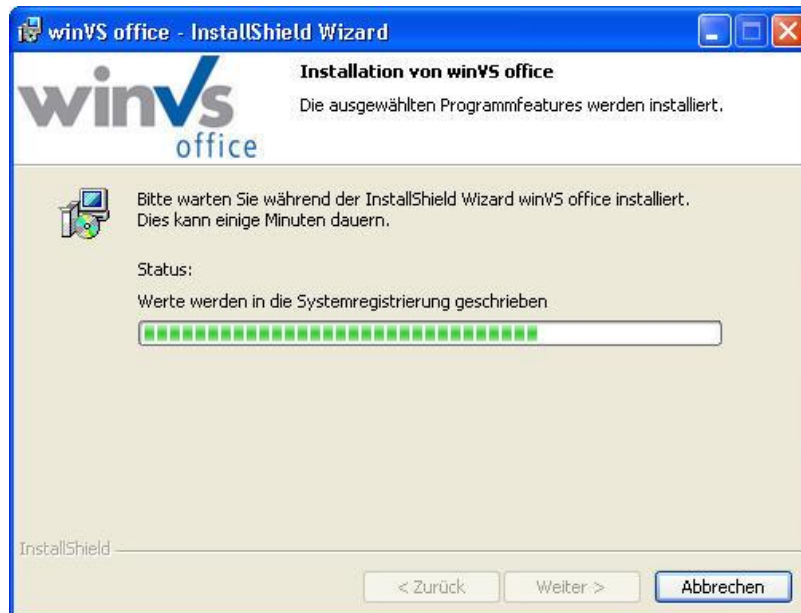 winVS office - InstallShield Wizard
winVS
office
Installation von winVS office
Die ausgewählten Programmfeatures werden installiert.
Bitte warten Sie während der InstallShield Wizard winVS office installiert.
Dies kann einige Minuten dauern.
Status:
Werte werden in die Systemregistrierung geschrieben
InstallShield
< Zurück
Weiter >
Abbrechen